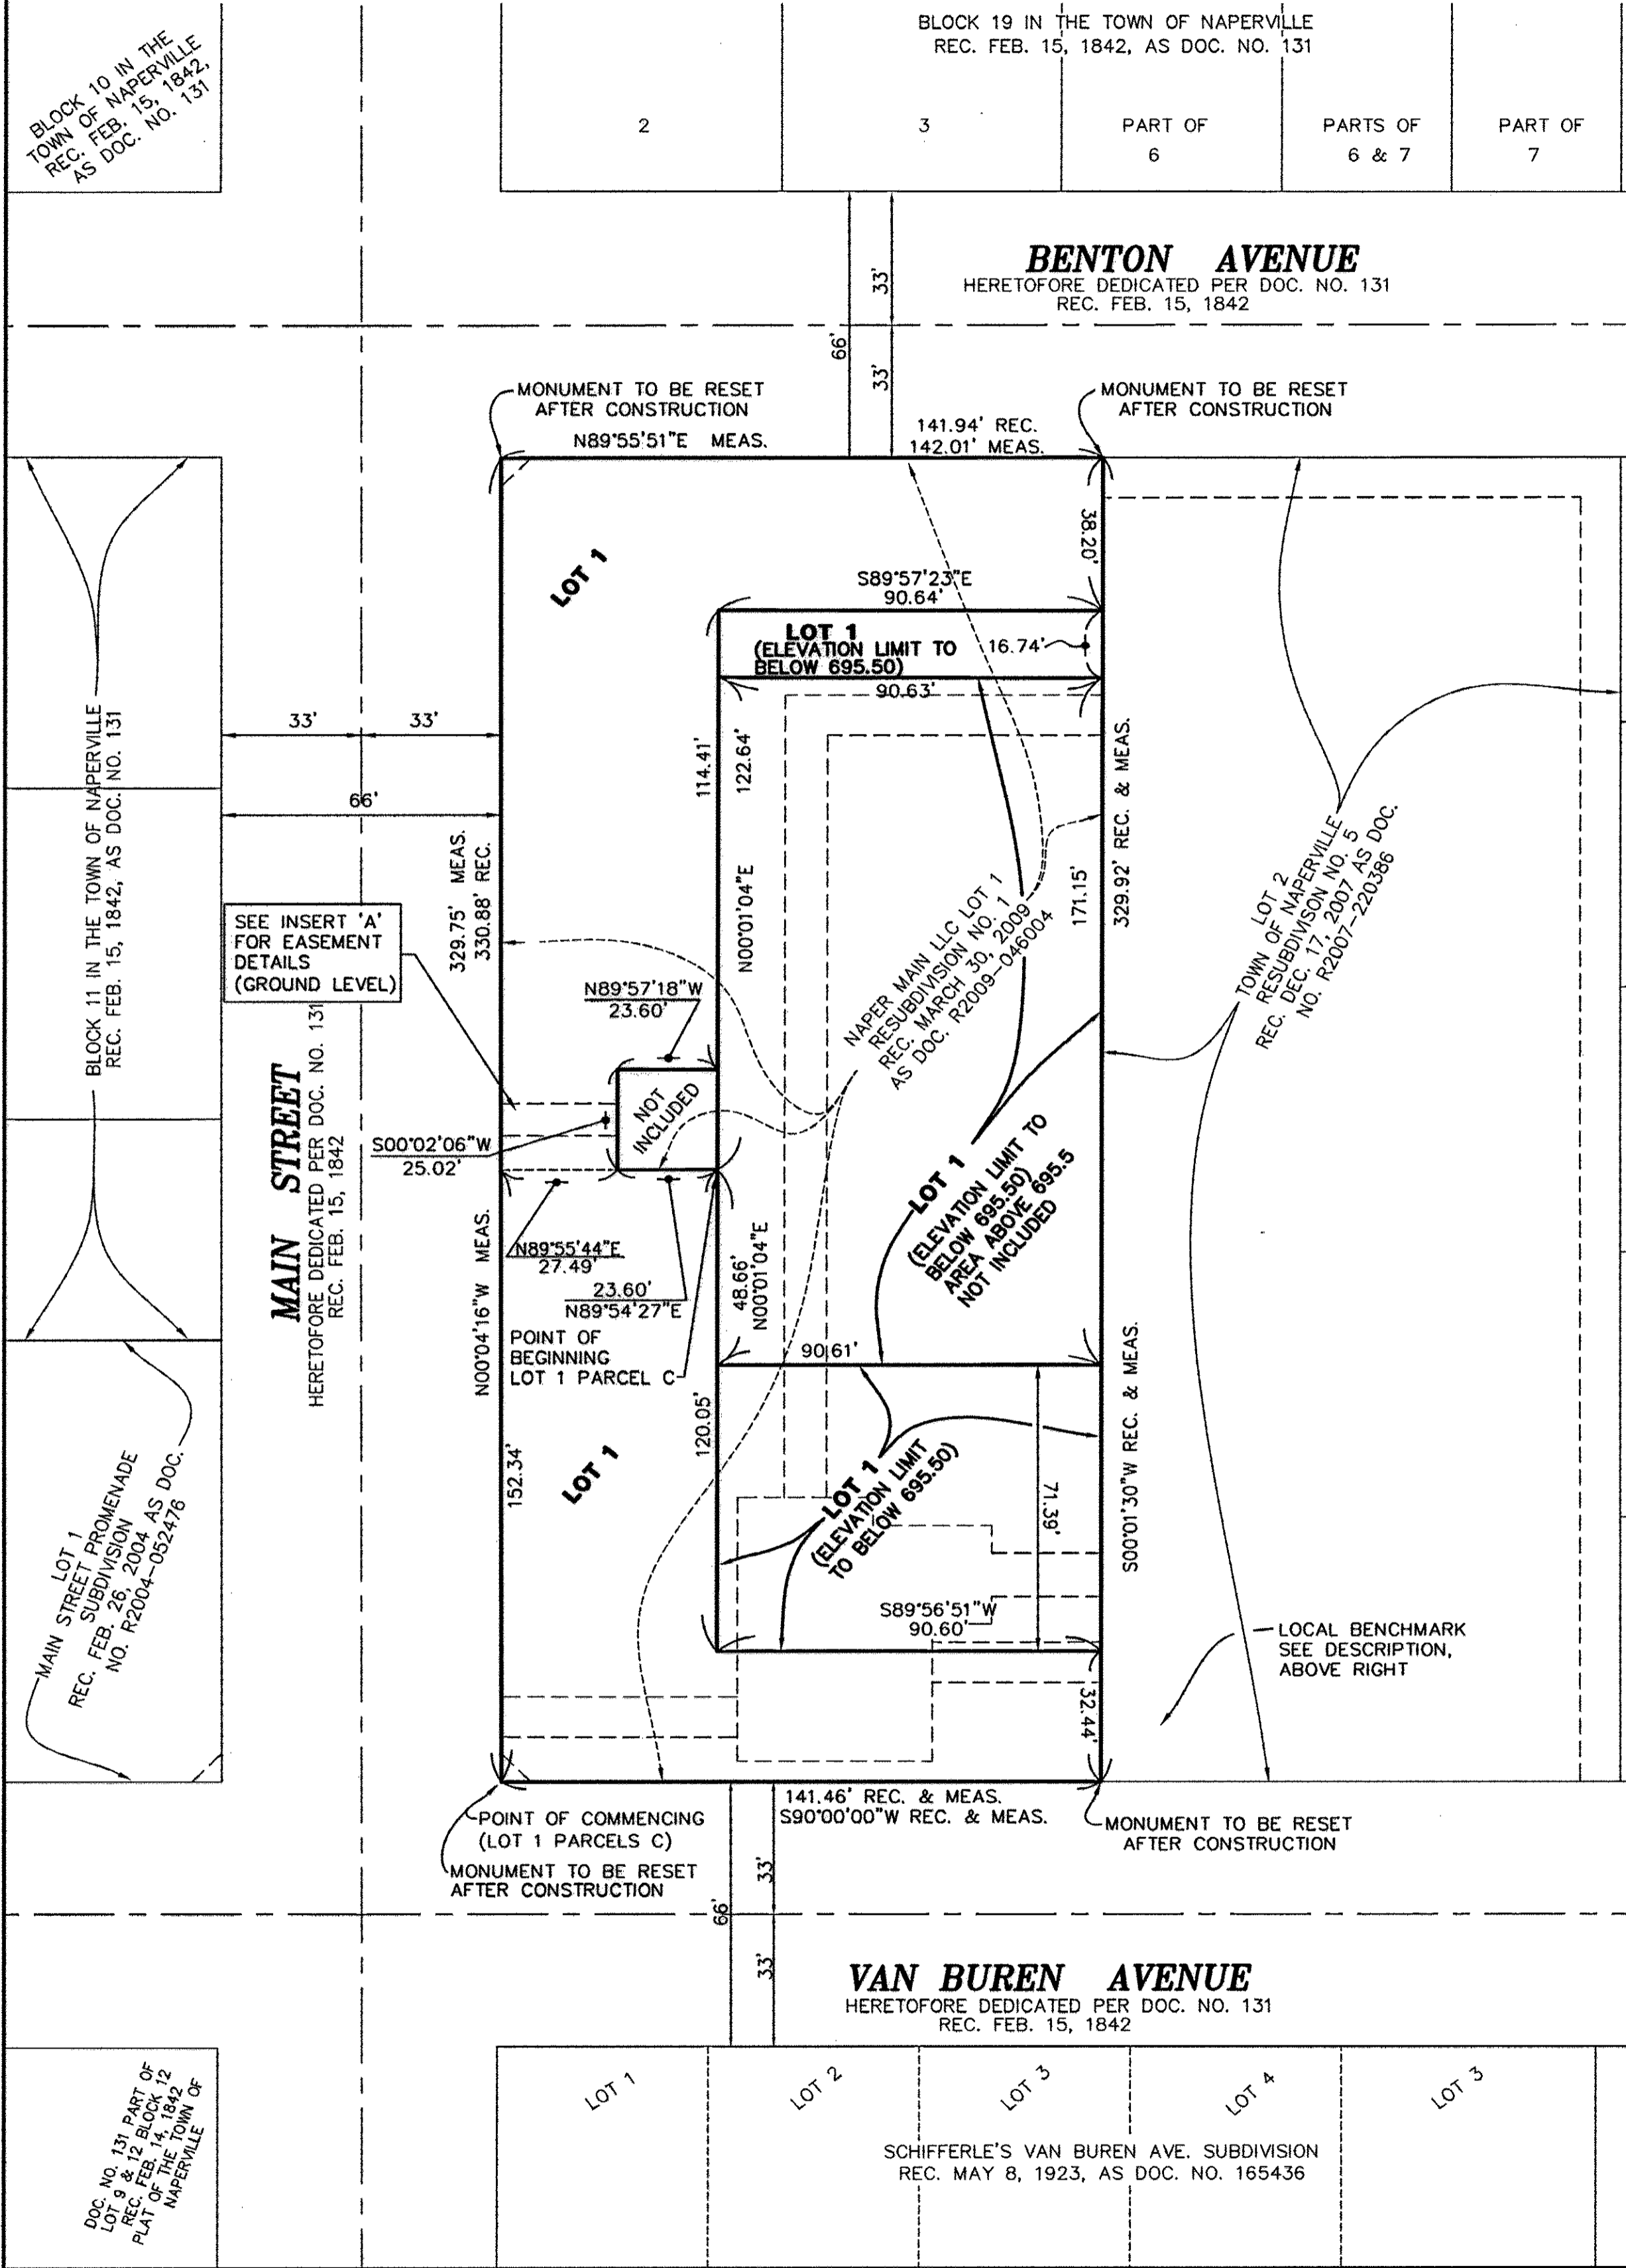 BLOCK 19 IN THE TOWN OF NAPERVILLE
REC. FEB. 15, 1842, AS DOC. NO. 131
BLOCK 10 IN THE
TOWN OF NAPERVILLE
REC. FEB. 15, 1842,
AS DOC. NO. 131
2
3
PART OF
6
PARTS OF
6 & 7
PART OF
7
BENTON AVENUE
HERETOFORE DEDICATED PER DOC. NO. 131
REC. FEB. 15, 1842
33'
66'
33'
MONUMENT TO BE RESET
AFTER CONSTRUCTION
MONUMENT TO BE RESET
AFTER CONSTRUCTION
N89°55'51"E MEAS.
141.94' REC.
142.01' MEAS.
38.20'
LOT 1
S89°57'23"E
90.64'
LOT 1
(ELEVATION LIMIT TO
BELOW 695.50)
16.74'
90.63'
33'
33'
66'
BLOCK 11 IN THE TOWN OF NAPERVILLE
REC. FEB. 15, 1842, AS DOC. NO. 131
114.41'
122.64'
N00°01'04"E
329.75' MEAS.
330.88' REC.
171.15'
329.92' REC. & MEAS.
NAPER MAIN LLC LOT 1
RESUBDIVISION NO. 1
REC. MARCH 30, 2009
AS DOC. R2009-046004
LOT 2
TOWN OF NAPERVILLE
RESUBDIVISON NO. 5
REC. DEC. 17, 2007 AS DOC.
NO. R2007-220386
SEE INSERT 'A'
FOR EASEMENT
DETAILS
(GROUND LEVEL)
N89°57'18"W
23.60'
NOT
INCLUDED
MAIN STREET
HERETOFORE DEDICATED PER DOC. NO. 131
REC. FEB. 15, 1842
S00°02'06"W
25.02'
N00°04'16"W MEAS.
N89°55'44"E
27.49'
23.60'
N89°54'27"E
48.66'
N00°01'04"E
LOT 1
(ELEVATION LIMIT TO
BELOW 695.50)
AREA ABOVE 695.5
NOT INCLUDED
POINT OF
BEGINNING
LOT 1 PARCEL C
90.61'
S00°01'30"W REC. & MEAS.
120.05'
152.34'
LOT 1
LOT 1
(ELEVATION LIMIT
TO BELOW 695.50)
71.39'
LOT 1
MAIN STREET PROMENADE
SUBDIVISION
REC. FEB. 26, 2004 AS DOC.
NO. R2004-052476
S89°56'51"W
90.60'
32.44'
LOCAL BENCHMARK
SEE DESCRIPTION,
ABOVE RIGHT
141.46' REC. & MEAS.
S90°00'00"W REC. & MEAS.
POINT OF COMMENCING
(LOT 1 PARCELS C)
MONUMENT TO BE RESET
AFTER CONSTRUCTION
MONUMENT TO BE RESET
AFTER CONSTRUCTION
33'
66'
33'
VAN BUREN AVENUE
HERETOFORE DEDICATED PER DOC. NO. 131
REC. FEB. 15, 1842
DOC. NO. 131 PART OF
LOT 9 & 12 BLOCK 12
REC. FEB. 14, 1842
PLAT OF THE TOWN OF
NAPERVILLE
LOT 1
LOT 2
LOT 3
LOT 4
LOT 3
SCHIFFERLE'S VAN BUREN AVE. SUBDIVISION
REC. MAY 8, 1923, AS DOC. NO. 165436